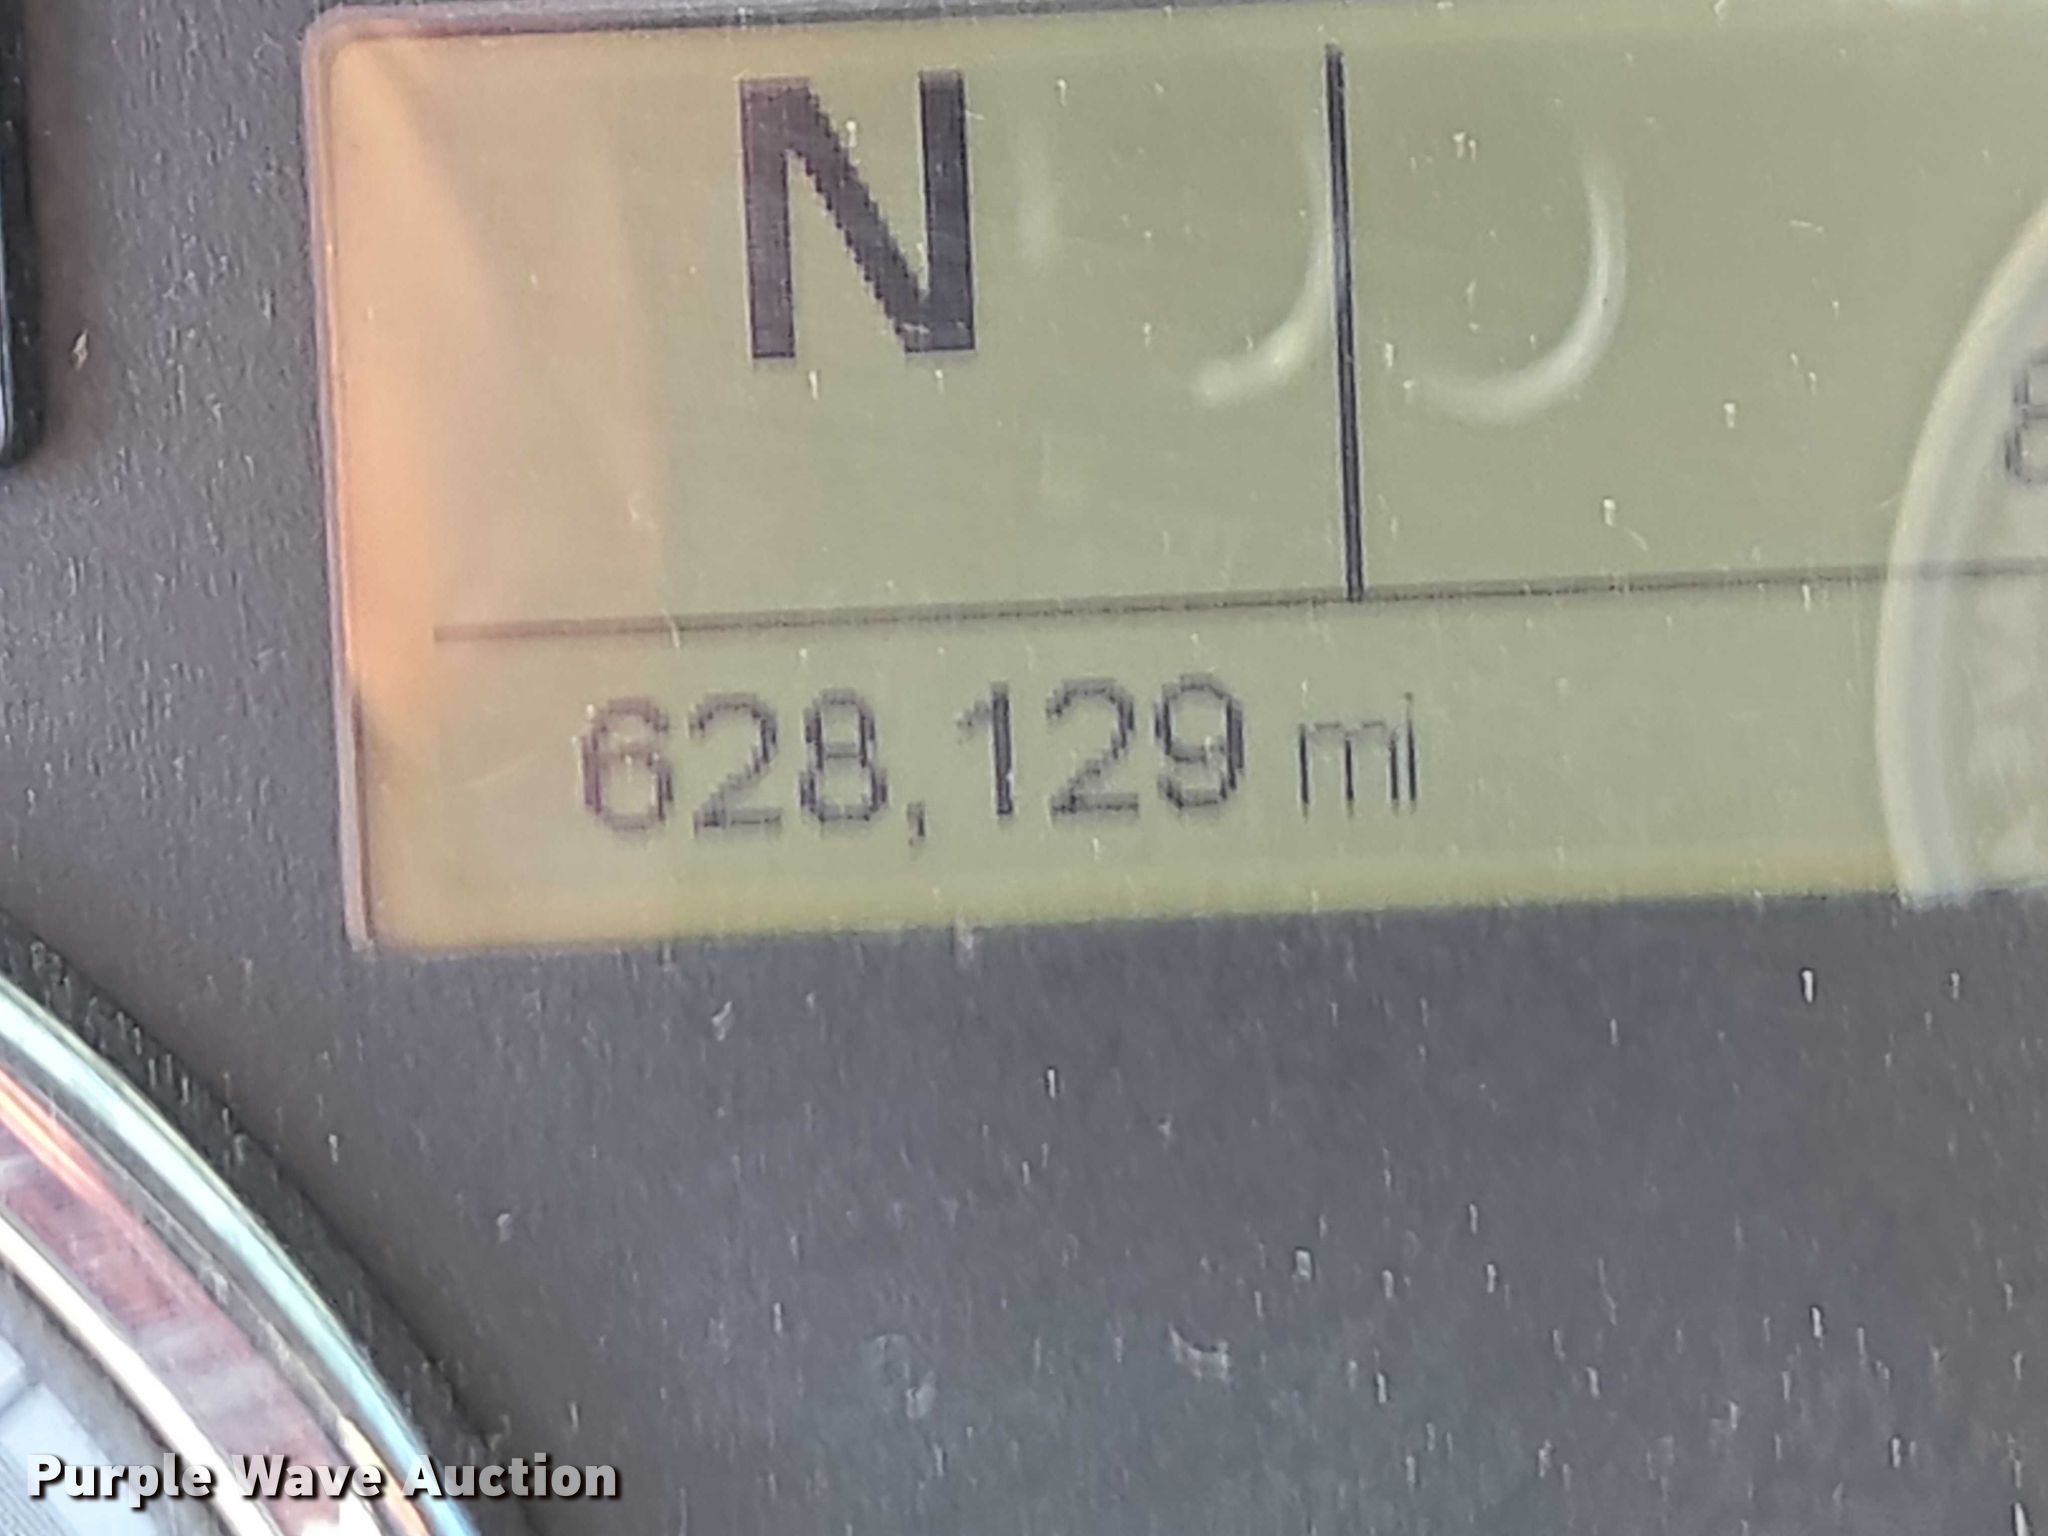 N
628,129 mi
Purple Wave Auction